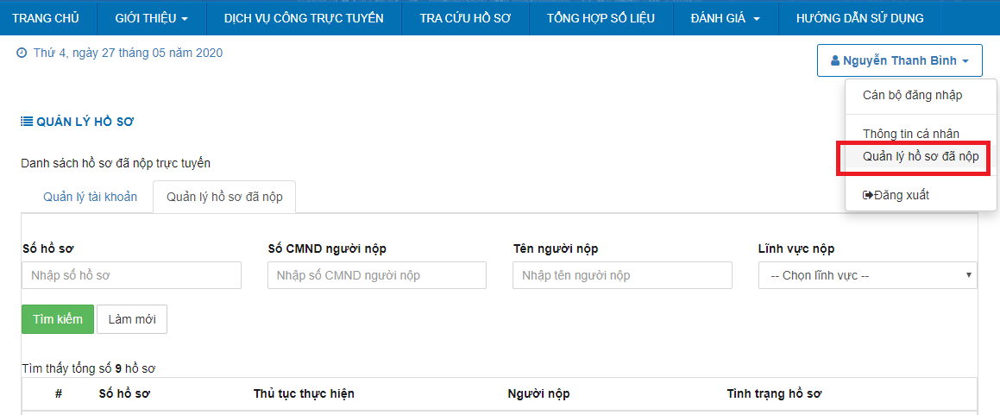 TRANG CHỦ GIỚI THIỆU DỊCH VỤ CÔNG TRỰC TUYẾN TRA CỨU HỒ SƠ TỔNG HỢP SỐ LIỆU ĐÁNH GIÁ HƯỚNG DẪN SỬ DỤNG
Thứ 4, ngày 27 tháng 05 năm 2020
Nguyễn Thanh Bình
Cán bộ đăng nhập
Thông tin cá nhân
Quản lý hồ sơ đã nộp
Đăng xuất
QUẢN LÝ HỒ SƠ
Danh sách hồ sơ đã nộp trực tuyến
Quản lý tài khoản Quản lý hồ sơ đã nộp
Số hồ sơ Số CMND người nộp Tên người nộp Lĩnh vực nộp
Nhập số hồ sơ Nhập số CMND người nộp Nhập tên người nộp -- Chọn lĩnh vực --
Tìm kiếm Làm mới
Tìm thấy tổng số 9 hồ sơ
# Số hồ sơ Thủ tục thực hiện Người nộp Tình trạng hồ sơ